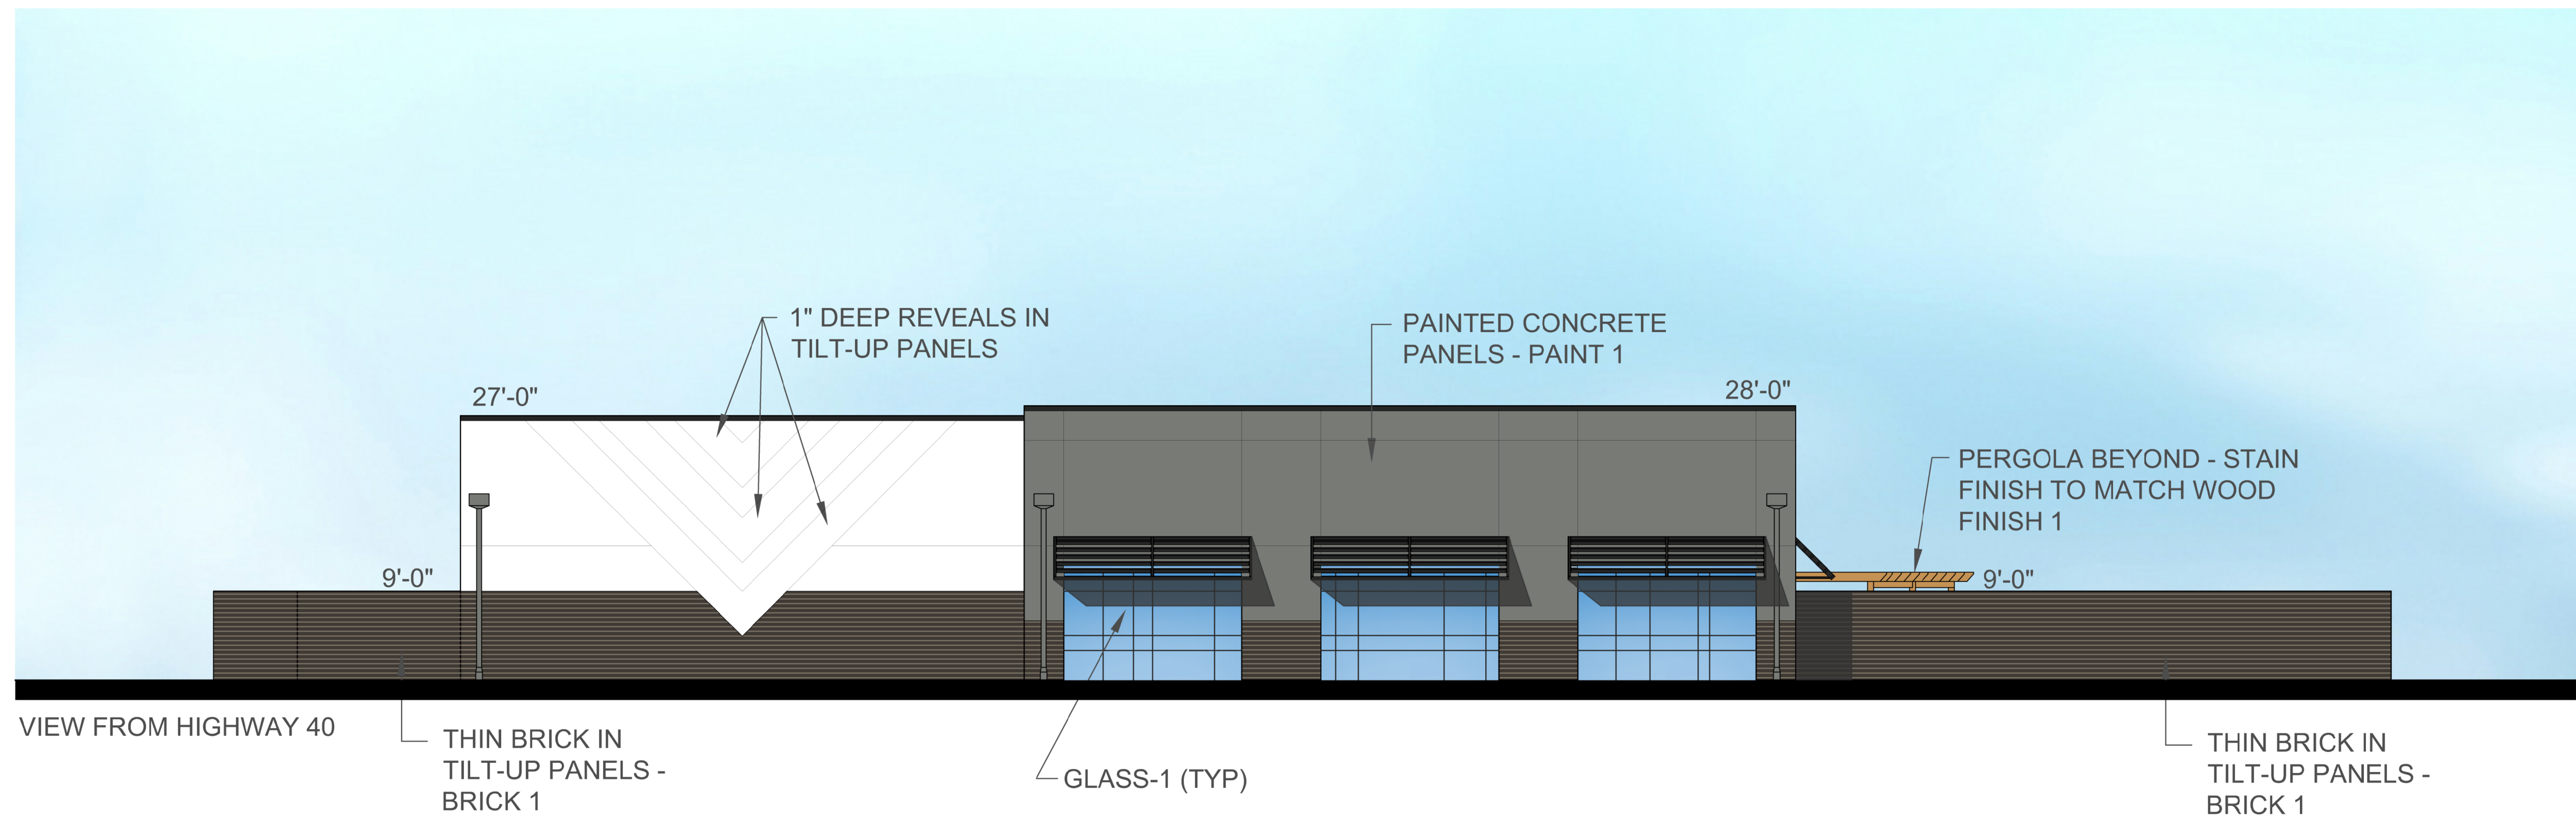 1" DEEP REVEALS IN
TILT-UP PANELS
PAINTED CONCRETE
PANELS - PAINT 1
27'-0"
28'-0"
PERGOLA BEYOND - STAIN
FINISH TO MATCH WOOD
FINISH 1
9'-0"
9'-0"
VIEW FROM HIGHWAY 40
THIN BRICK IN
TILT-UP PANELS -
BRICK 1
GLASS-1 (TYP)
THIN BRICK IN
TILT-UP PANELS -
BRICK 1